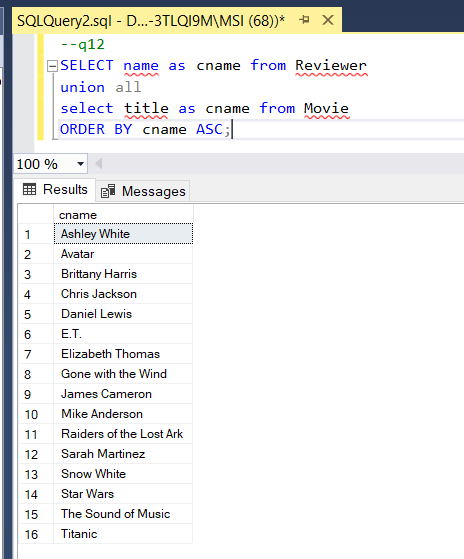 SQLQuery2.sql - D...-3TLQI9M\MSI (68))*
--q12
SELECT name as cname from Reviewer
union all
select title as cname from Movie
ORDER BY cname ASC;
100 %
Results Messages
cname
1 Ashley White
2 Avatar
3 Brittany Harris
4 Chris Jackson
5 Daniel Lewis
6 E.T.
7 Elizabeth Thomas
8 Gone with the Wind
9 James Cameron
10 Mike Anderson
11 Raiders of the Lost Ark
12 Sarah Martinez
13 Snow White
14 Star Wars
15 The Sound of Music
16 Titanic